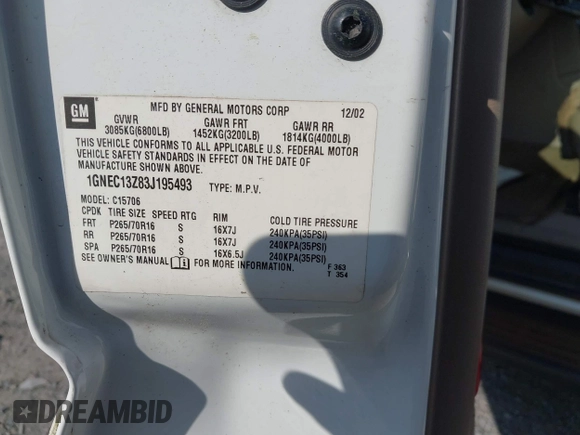 GM
MFD BY GENERAL MOTORS CORP 12/02
GVWR GAWR FRT GAWR RR
3085KG(6800LB) 1452KG(3200LB) 1814KG(4000LB)
THIS VEHICLE CONFORMS TO ALL APPLICABLE U.S. FEDERAL MOTOR
VEHICLE SAFETY STANDARDS IN EFFECT ON THE DATE OF
MANUFACTURE SHOWN ABOVE.
1GNEC13Z83J195493 TYPE: M.P.V.
MODEL: C15706
CPDK TIRE SIZE SPEED RTG RIM COLD TIRE PRESSURE
FRT P265/70R16 S 16X7J 240KPA(35PSI)
RR P265/70R16 S 16X7J 240KPA(35PSI)
SPA P265/70R16 S 16X6.5J 240KPA(35PSI)
SEE OWNER'S MANUAL FOR MORE INFORMATION. F 363
T 354
DREAMBID